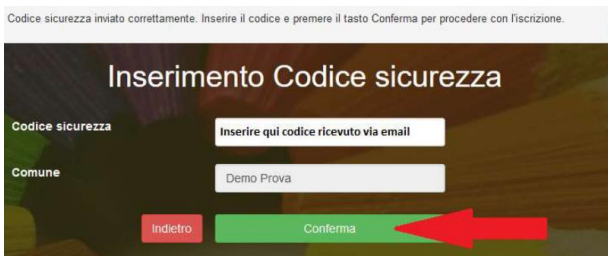 Codice sicurezza inviato correttamente. Inserire il codice e premere il tasto Conferma per procedere con l'iscrizione.
Inserimento Codice sicurezza
Codice sicurezza Inserire qui codice ricevuto via email
Comune Demo Prova
Indietro Conferma